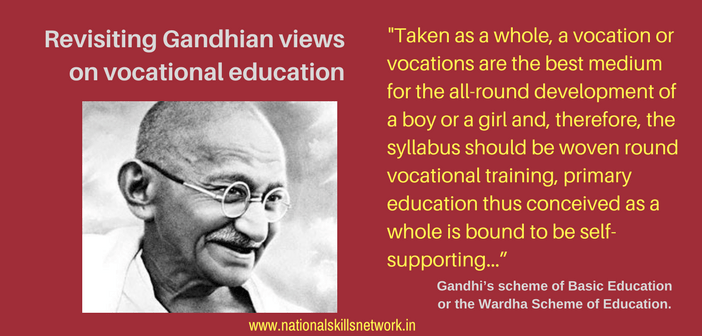 Revisiting Gandhian views
on vocational education
"Taken as a whole, a vocation or
vocations are the best medium
for the all-round development of
a boy or a girl and, therefore, the
syllabus should be woven round
vocational training, primary
education thus conceived as a
whole is bound to be self-
supporting...”
Gandhi’s scheme of Basic Education
or the Wardha Scheme of Education.
www.nationalskillsnetwork.in